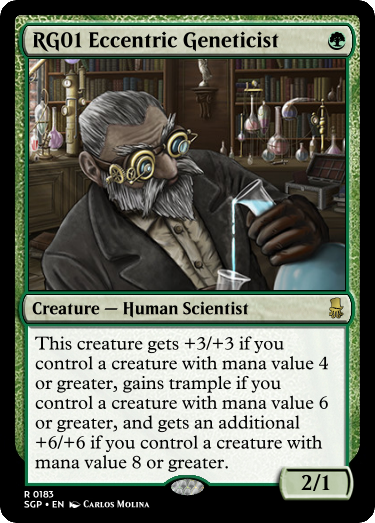 RG01 Eccentric Geneticist
Creature — Human Scientist
This creature gets +3/+3 if you
control a creature with mana value 4
or greater, gains trample if you
control a creature with mana value 6
or greater, and gets an additional
+6/+6 if you control a creature with
mana value 8 or greater.
2/1
R 0183
SGP • EN Carlos Molina